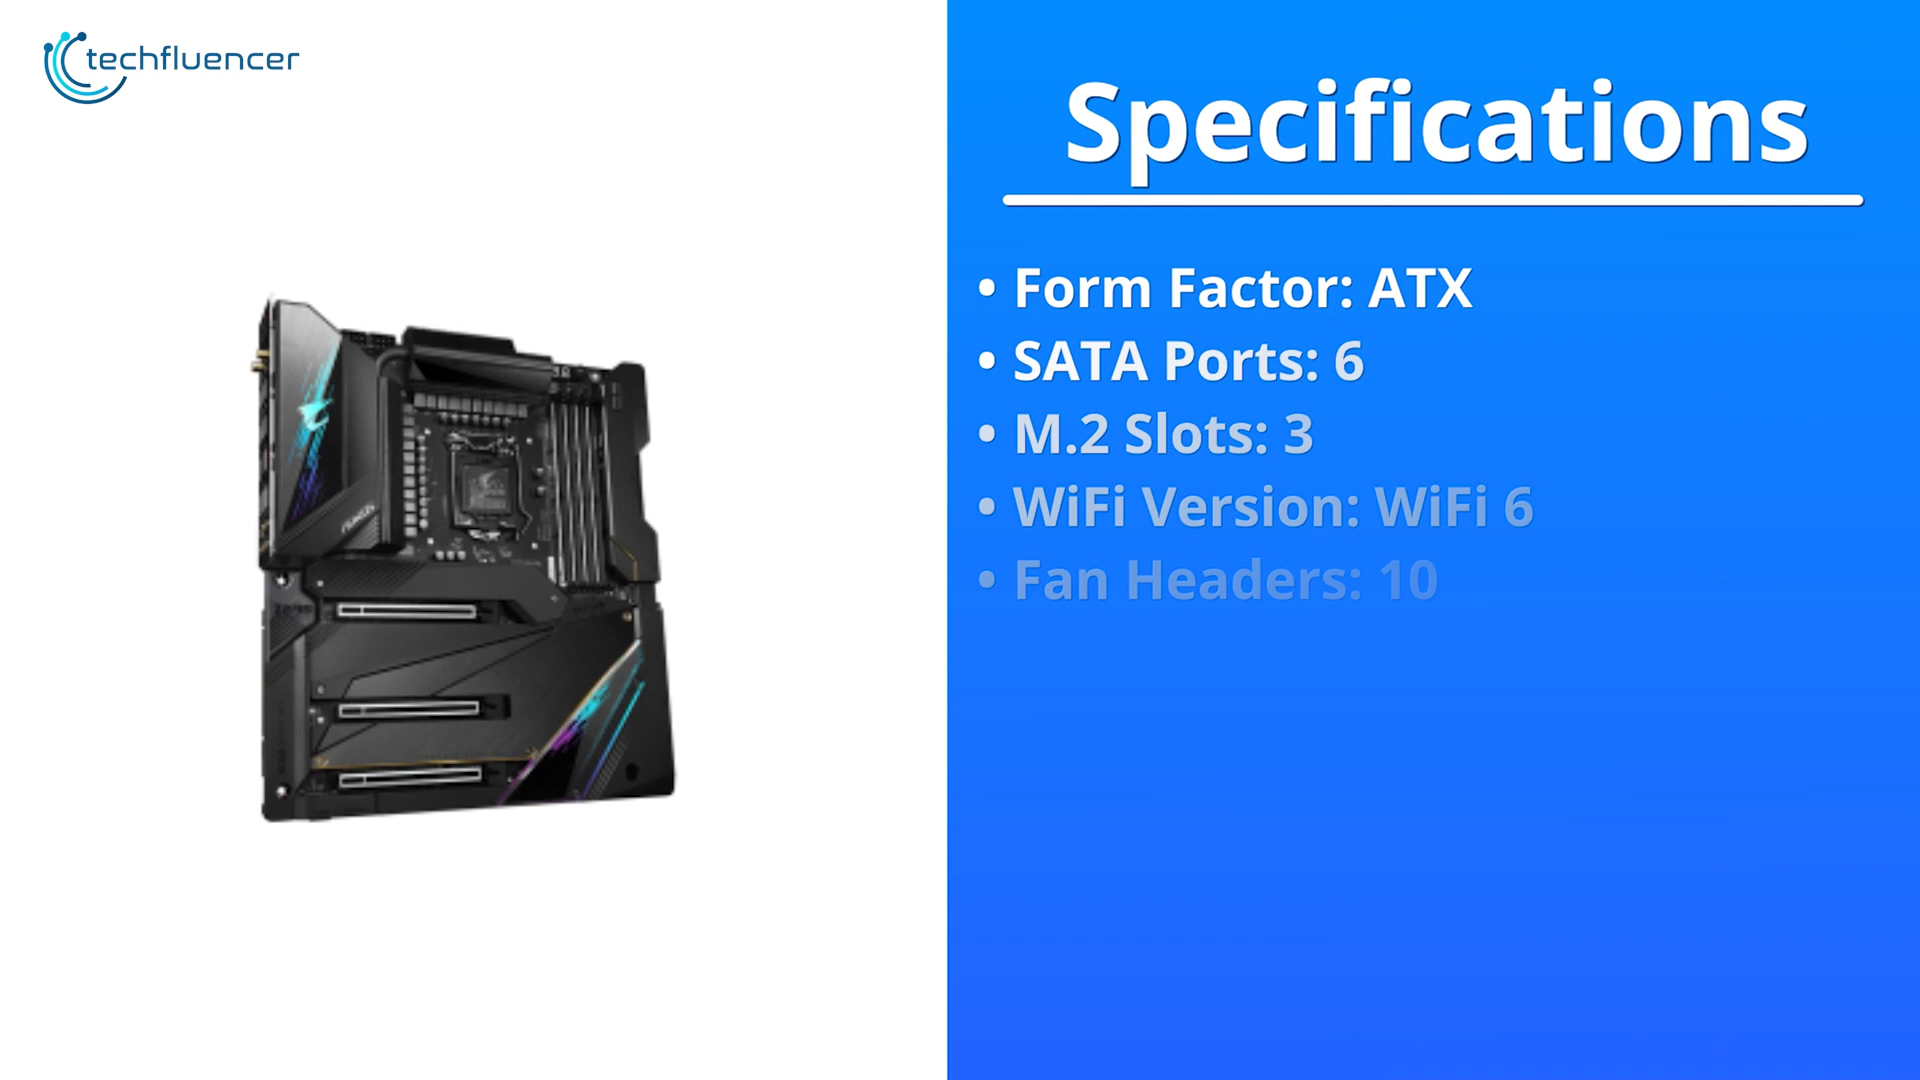 techfluencer
Specifications
• Form Factor: ATX
• SATA Ports: 6
• M.2 Slots: 3
• WiFi Version: WiFi 6
• Fan Headers: 10